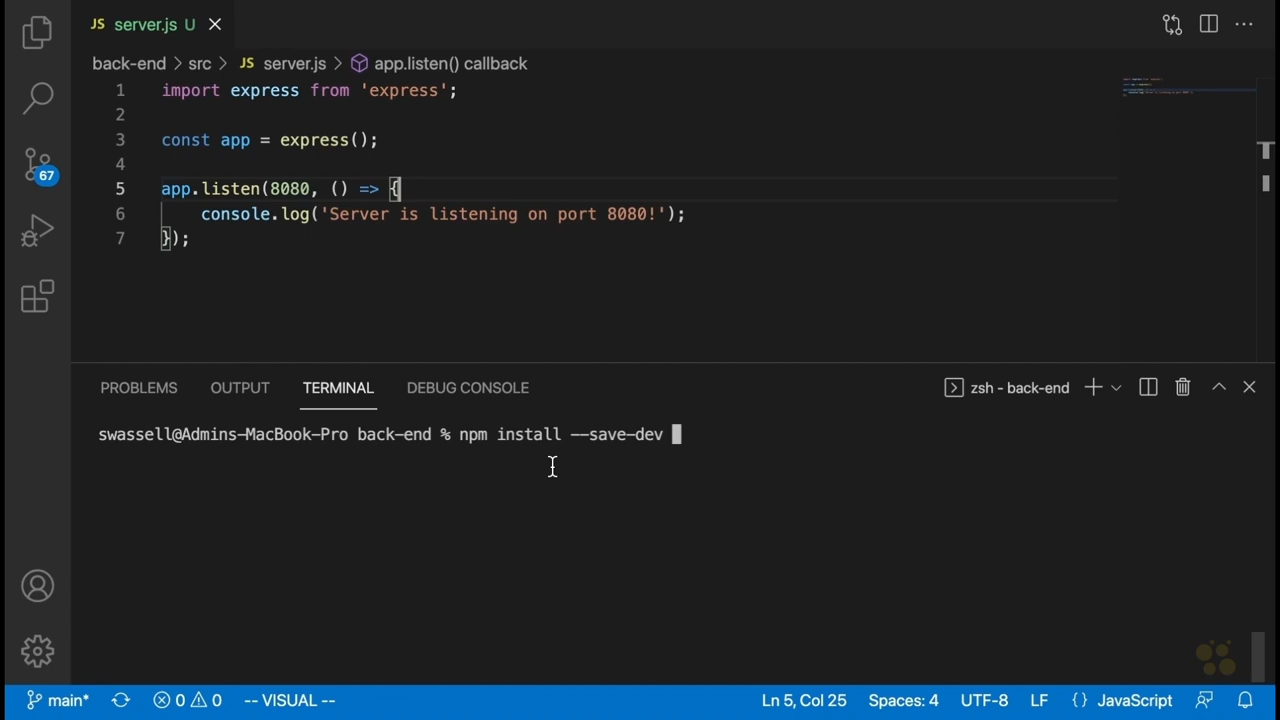 JS server.js U
back-end > src > JS server.js > app.listen() callback
1 import express from 'express';
2
3 const app = express();
4
5 app.listen(8080, () => {
6 console.log('Server is listening on port 8080!');
7 });
67
PROBLEMS OUTPUT TERMINAL DEBUG CONSOLE zsh - back-end
swassell@Admins-MacBook-Pro back-end % npm install --save-dev
main* 0 0 -- VISUAL -- Ln 5, Col 25 Spaces: 4 UTF-8 LF {} JavaScript